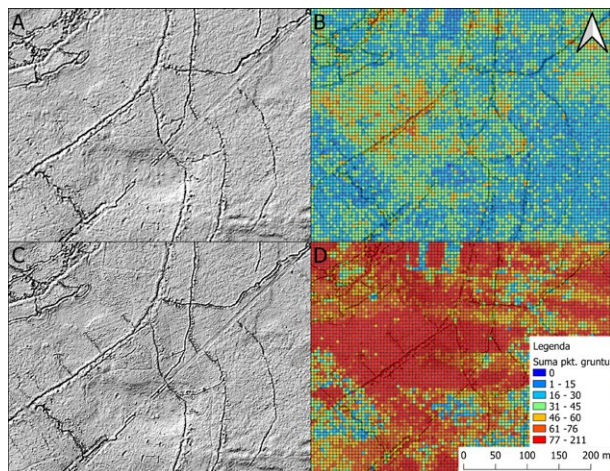 A
B
C
D
Legenda
Suma pkt. gruntu
0
1 - 15
16 - 30
31 - 45
46 - 60
61 -76
77 - 211
0 50 100 150 200 m